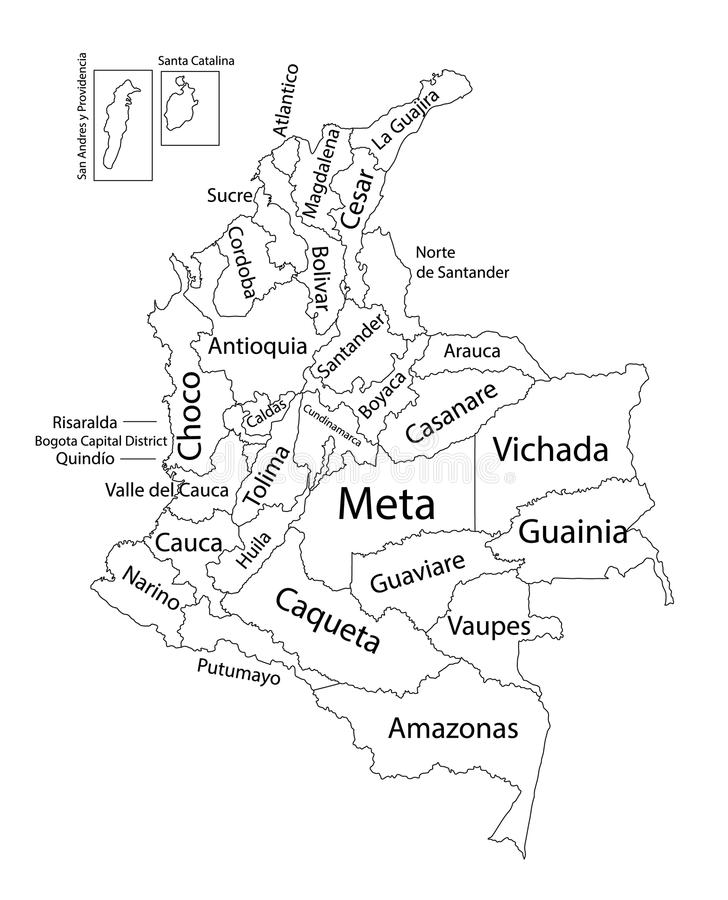 Santa Catalina
San Andres y Providencia
Atlantico
La Guajira
Magdalena
Cesar
Sucre
Cordoba
Bolivar
Norte
de Santander
Antioquia
Santander
Arauca
Boyaca
Choco
Caldas
Cundinamarca
Casanare
Risaralda
Bogota Capital District
Quindío
Vichada
Tolima
dreamstime.com
Valle del Cauca
Meta
Guainia
Cauca
Huila
Guaviare
Narino
Caqueta
Vaupes
Putumayo
Amazonas